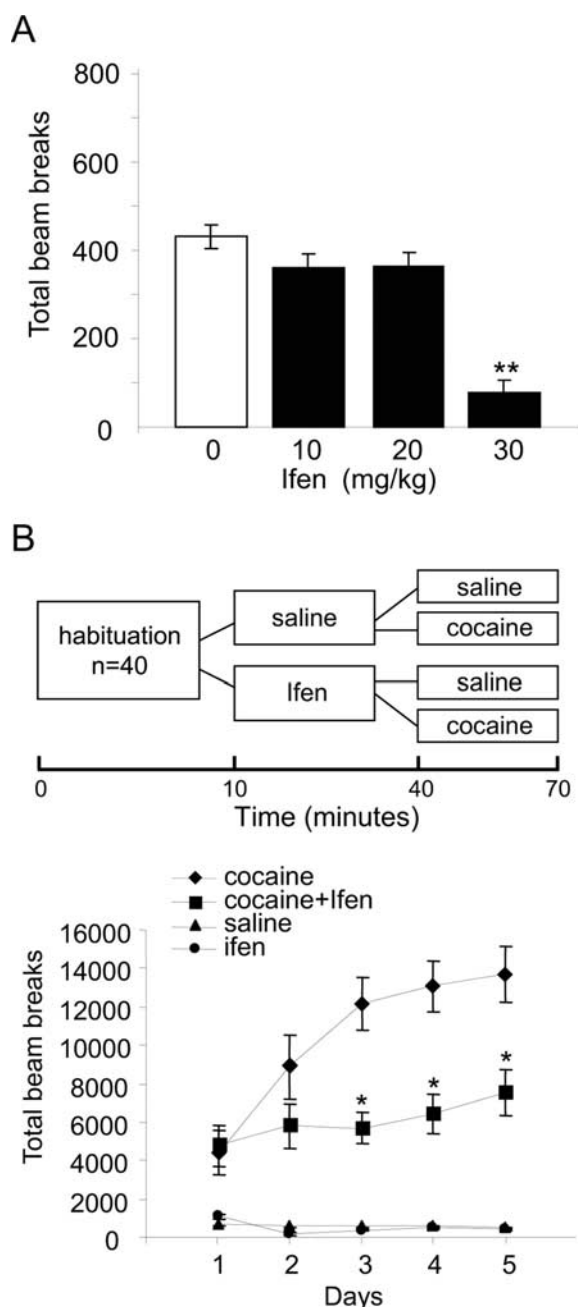 A
Total beam breaks
800
600
400
200
0
**
0 10 20 30
Ifen (mg/kg)
B
habituation
n=40
saline
Ifen
saline
cocaine
saline
cocaine
0 10 40 70
Time (minutes)
cocaine
cocaine+Ifen
saline
ifen
Total beam breaks
16000
14000
12000
10000
8000
6000
4000
2000
0
* * *
1 2 3 4 5
Days